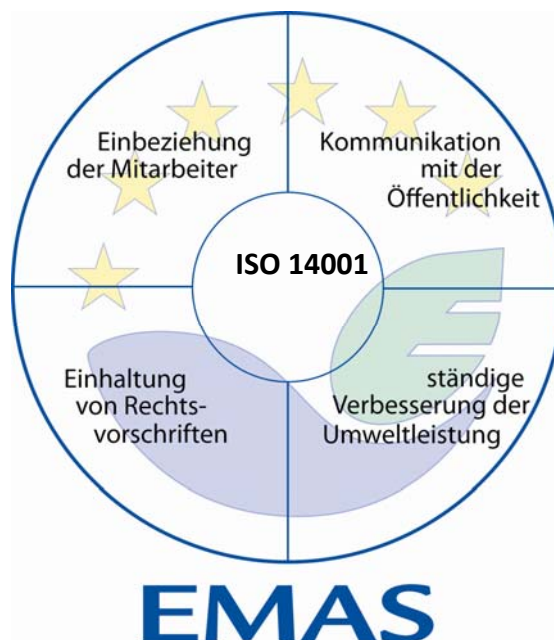 Einbeziehung
der Mitarbeiter
Kommunikation
mit der
Öffentlichkeit
ISO 14001
Einhaltung
von Rechts-
vorschriften
ständige
Verbesserung der
Umweltleistung
EMAS